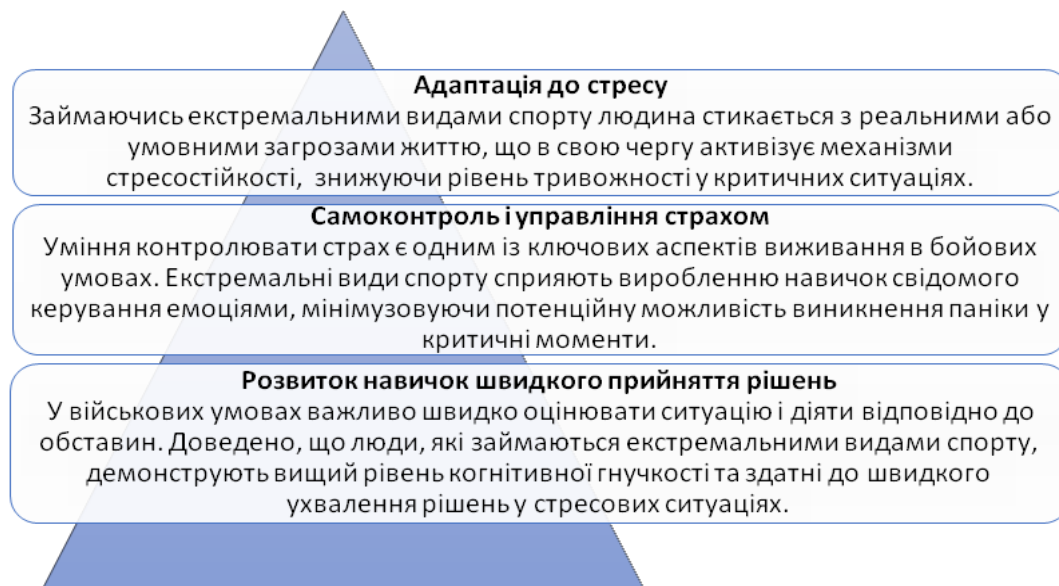 Адаптація до стресу
Займаючись екстремальними видами спорту людина стикається з реальними або
умовними загрозами життю, що в свою чергу активізує механізми
стресостійкості, знижуючи рівень тривожності у критичних ситуаціях.
Самоконтроль і управління страхом
Уміння контролювати страх є одним із ключових аспектів виживання в бойових
умовах. Екстремальні види спорту сприяють виробленню навичок свідомого
керування емоціями, мінімузовуючи потенційну можливість виникнення паніки у
критичні моменти.
Розвиток навичок швидкого прийняття рішень
У військових умовах важливо швидко оцінювати ситуацію і діяти відповідно до
обставин. Доведено, що люди, які займаються екстремальними видами спорту,
демонструють вищий рівень когнітивної гнучкості та здатні до швидкого
ухвалення рішень у стресових ситуаціях.